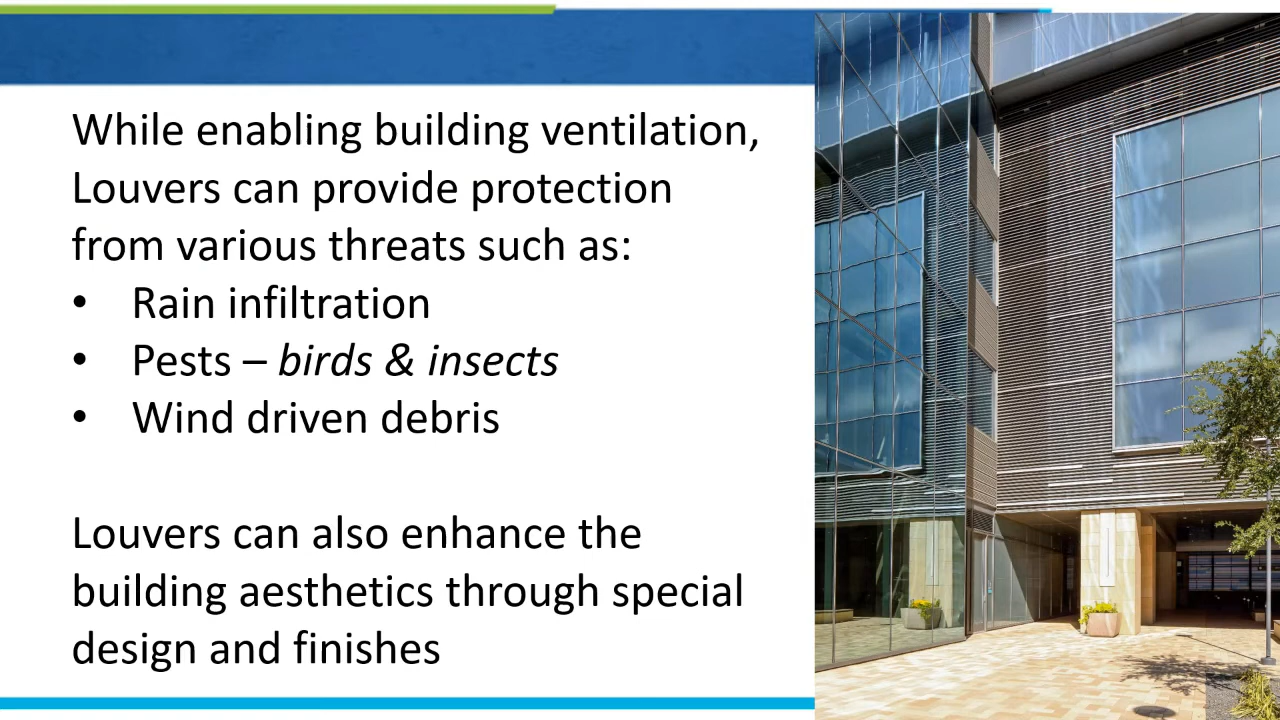 While enabling building ventilation,
Louvers can provide protection
from various threats such as:
• Rain infiltration
• Pests – birds & insects
• Wind driven debris
Louvers can also enhance the
building aesthetics through special
design and finishes